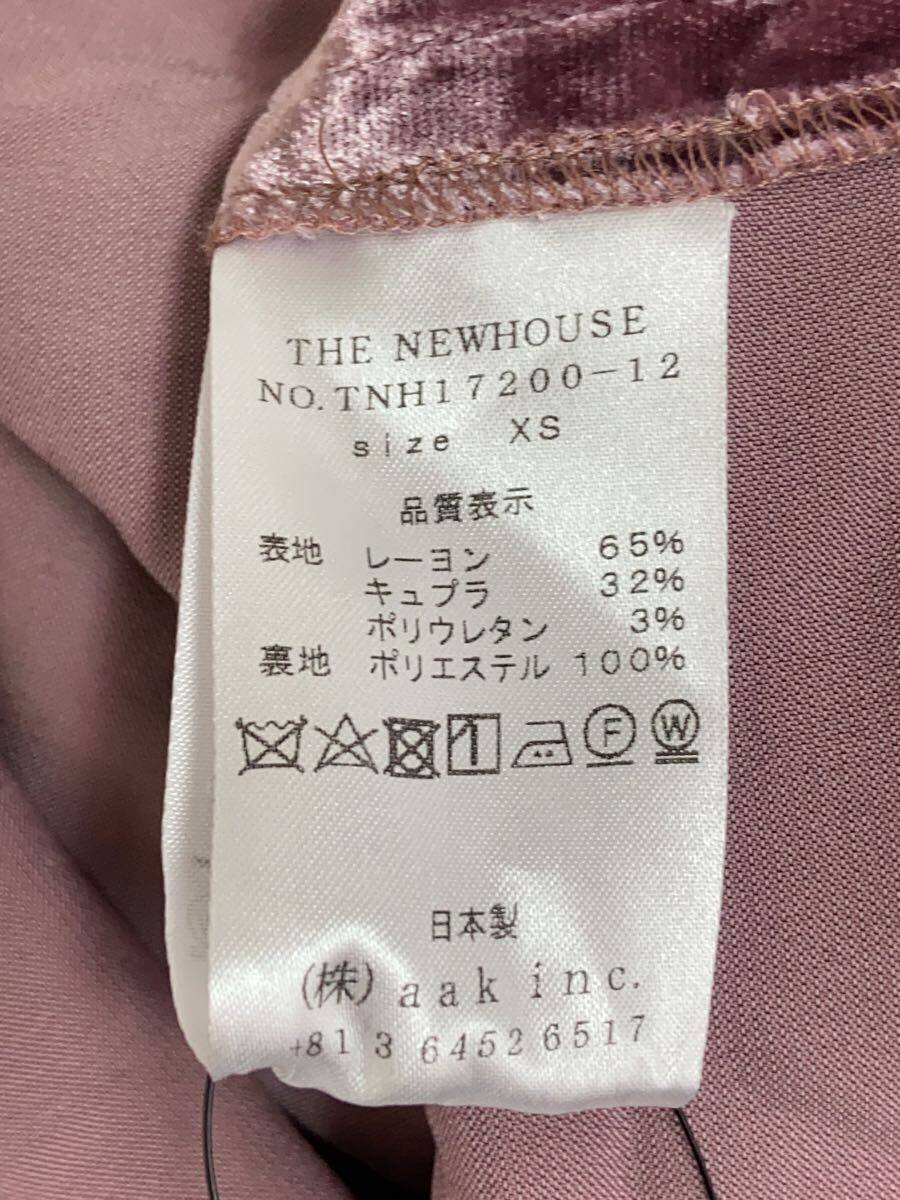 THE NEWHOUSE
NO. TNH17200-12
size XS
品質表示
表地 レーヨン 65%
キュプラ 32%
ポリウレタン 3%
裏地 ポリエステル 100%
F W
日本製
(株) aak inc.
+81 3 6452 6517